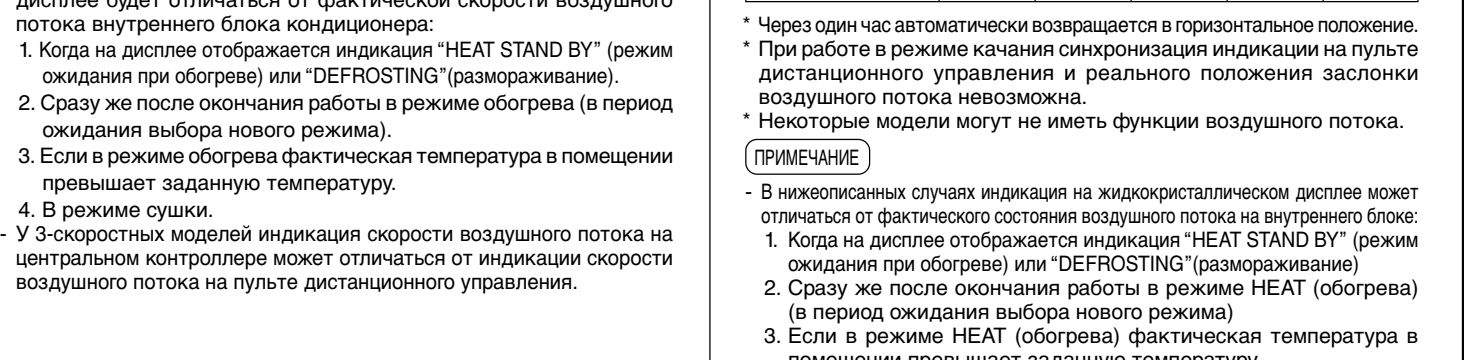 дисплее будет отличаться от фактической скорости воздушного
потока внутреннего блока кондиционера:
1. Когда на дисплее отображается индикация “HEAT STAND BY” (режим
ожидания при обогреве) или “DEFROSTING”(размораживание).
2. Сразу же после окончания работы в режиме обогрева (в период
ожидания выбора нового режима).
3. Если в режиме обогрева фактическая температура в помещении
превышает заданную температуру.
4. В режиме сушки.
- У 3-скоростных моделей индикация скорости воздушного потока на
центральном контроллере может отличаться от индикации скорости
воздушного потока на пульте дистанционного управления.
* Через один час автоматически возвращается в горизонтальное положение.
* При работе в режиме качания синхронизация индикации на пульте
дистанционного управления и реального положения заслонки
воздушного потока невозможна.
* Некоторые модели могут не иметь функции воздушного потока.
ПРИМЕЧАНИЕ
- В нижеописанных случаях индикация на жидкокристаллическом дисплее может
отличаться от фактического состояния воздушного потока на внутреннего блоке:
1. Когда на дисплее отображается индикация “HEAT STAND BY” (режим
ожидания при обогреве) или “DEFROSTING”(размораживание)
2. Сразу же после окончания работы в режиме HEAT (обогрева)
(в период ожидания выбора нового режима)
3. Если в режиме HEAT (обогрева) фактическая температура в
помещении превышает заданную температуру